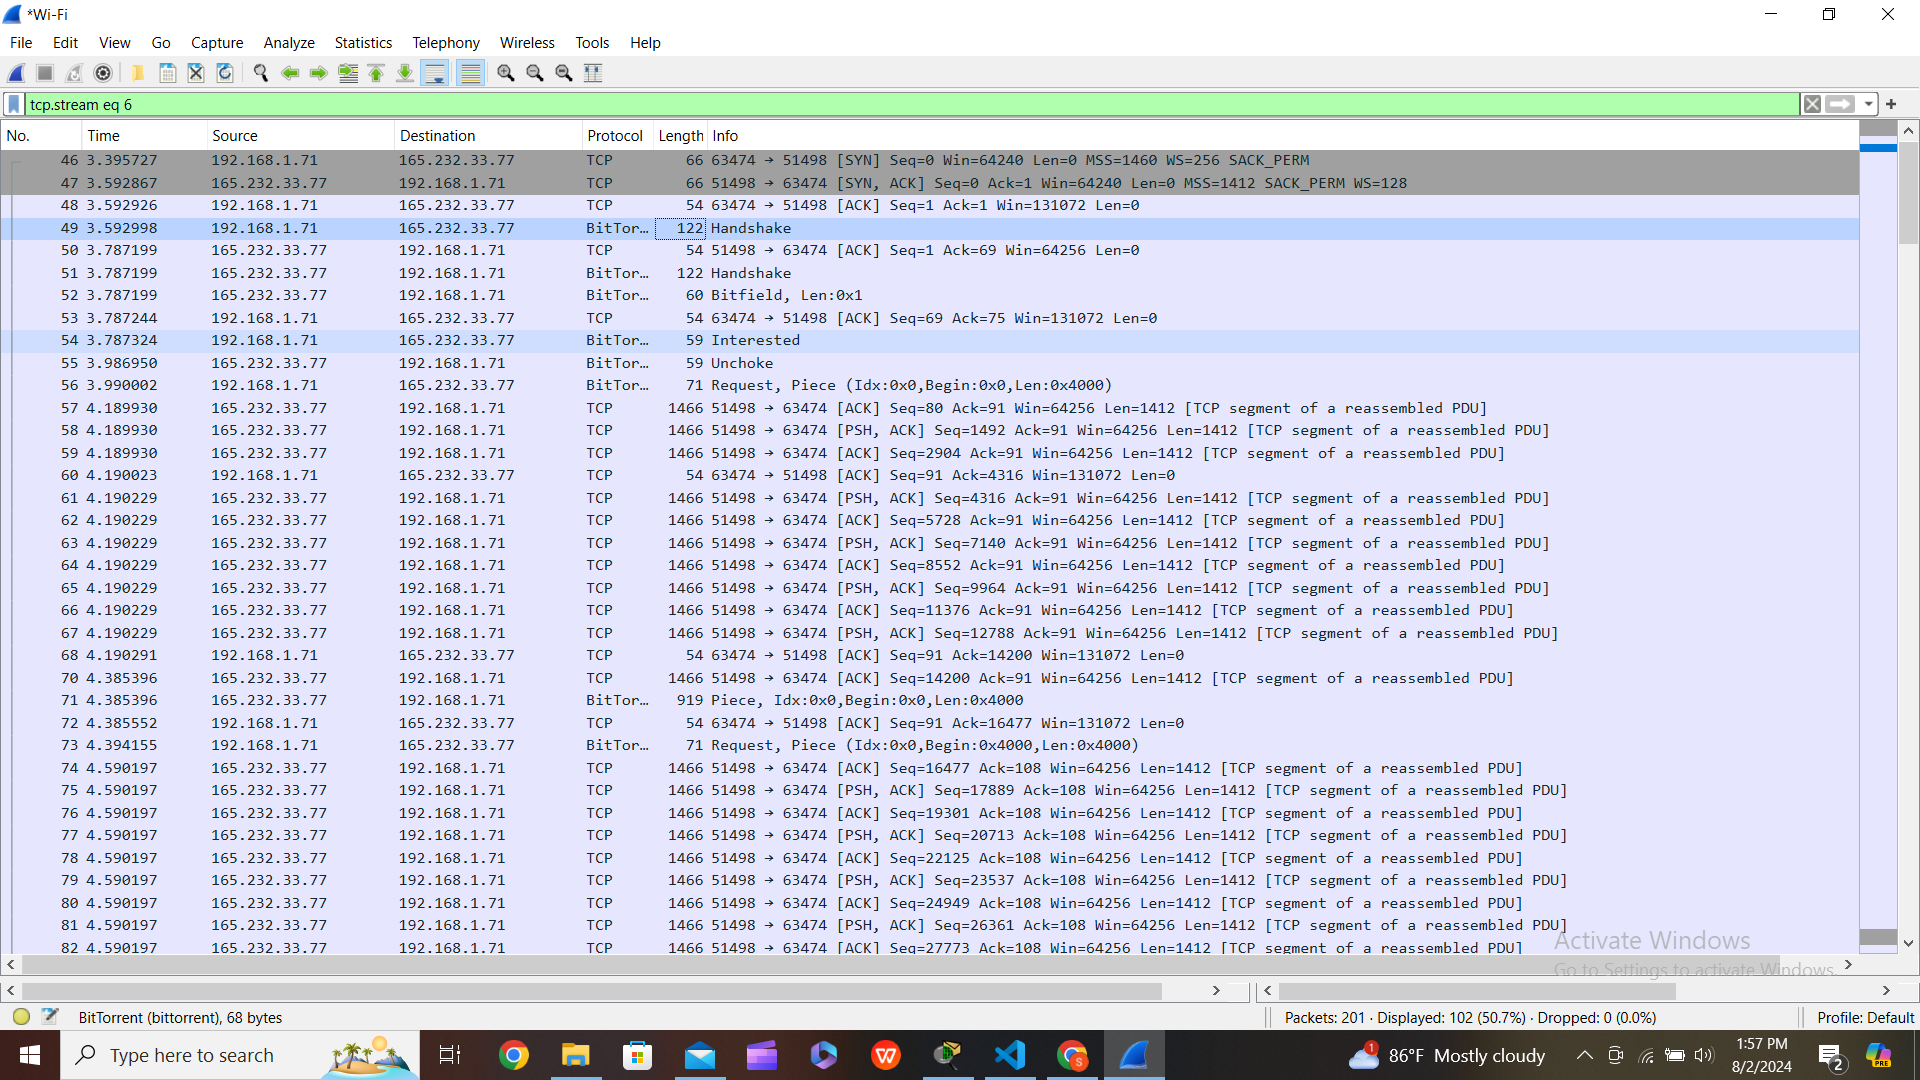 *Wi-Fi
File Edit View Go Capture Analyze Statistics Telephony Wireless Tools Help
tcp.stream eq 6
No. Time Source Destination Protocol Length Info
46 3.395727 192.168.1.71 165.232.33.77 TCP 66 63474 → 51498 [SYN] Seq=0 Win=64240 Len=0 MSS=1460 WS=256 SACK_PERM
47 3.592867 165.232.33.77 192.168.1.71 TCP 66 51498 → 63474 [SYN, ACK] Seq=0 Ack=1 Win=64240 Len=0 MSS=1412 SACK_PERM WS=128
48 3.592926 192.168.1.71 165.232.33.77 TCP 54 63474 → 51498 [ACK] Seq=1 Ack=1 Win=131072 Len=0
49 3.592998 192.168.1.71 165.232.33.77 BitTor… 122 Handshake
50 3.787199 165.232.33.77 192.168.1.71 TCP 54 51498 → 63474 [ACK] Seq=1 Ack=69 Win=64256 Len=0
51 3.787199 165.232.33.77 192.168.1.71 BitTor… 122 Handshake
52 3.787199 165.232.33.77 192.168.1.71 BitTor… 60 Bitfield, Len:0x1
53 3.787244 192.168.1.71 165.232.33.77 TCP 54 63474 → 51498 [ACK] Seq=69 Ack=75 Win=131072 Len=0
54 3.787324 192.168.1.71 165.232.33.77 BitTor… 59 Interested
55 3.986950 165.232.33.77 192.168.1.71 BitTor… 59 Unchoke
56 3.990002 192.168.1.71 165.232.33.77 BitTor… 71 Request, Piece (Idx:0x0,Begin:0x0,Len:0x4000)
57 4.189930 165.232.33.77 192.168.1.71 TCP 1466 51498 → 63474 [ACK] Seq=80 Ack=91 Win=64256 Len=1412 [TCP segment of a reassembled PDU]
58 4.189930 165.232.33.77 192.168.1.71 TCP 1466 51498 → 63474 [PSH, ACK] Seq=1492 Ack=91 Win=64256 Len=1412 [TCP segment of a reassembled PDU]
59 4.189930 165.232.33.77 192.168.1.71 TCP 1466 51498 → 63474 [ACK] Seq=2904 Ack=91 Win=64256 Len=1412 [TCP segment of a reassembled PDU]
60 4.190023 192.168.1.71 165.232.33.77 TCP 54 63474 → 51498 [ACK] Seq=91 Ack=4316 Win=131072 Len=0
61 4.190229 165.232.33.77 192.168.1.71 TCP 1466 51498 → 63474 [PSH, ACK] Seq=4316 Ack=91 Win=64256 Len=1412 [TCP segment of a reassembled PDU]
62 4.190229 165.232.33.77 192.168.1.71 TCP 1466 51498 → 63474 [ACK] Seq=5728 Ack=91 Win=64256 Len=1412 [TCP segment of a reassembled PDU]
63 4.190229 165.232.33.77 192.168.1.71 TCP 1466 51498 → 63474 [PSH, ACK] Seq=7140 Ack=91 Win=64256 Len=1412 [TCP segment of a reassembled PDU]
64 4.190229 165.232.33.77 192.168.1.71 TCP 1466 51498 → 63474 [ACK] Seq=8552 Ack=91 Win=64256 Len=1412 [TCP segment of a reassembled PDU]
65 4.190229 165.232.33.77 192.168.1.71 TCP 1466 51498 → 63474 [PSH, ACK] Seq=9964 Ack=91 Win=64256 Len=1412 [TCP segment of a reassembled PDU]
66 4.190229 165.232.33.77 192.168.1.71 TCP 1466 51498 → 63474 [ACK] Seq=11376 Ack=91 Win=64256 Len=1412 [TCP segment of a reassembled PDU]
67 4.190229 165.232.33.77 192.168.1.71 TCP 1466 51498 → 63474 [PSH, ACK] Seq=12788 Ack=91 Win=64256 Len=1412 [TCP segment of a reassembled PDU]
68 4.190291 192.168.1.71 165.232.33.77 TCP 54 63474 → 51498 [ACK] Seq=91 Ack=14200 Win=131072 Len=0
70 4.385396 165.232.33.77 192.168.1.71 TCP 1466 51498 → 63474 [ACK] Seq=14200 Ack=91 Win=64256 Len=1412 [TCP segment of a reassembled PDU]
71 4.385396 165.232.33.77 192.168.1.71 BitTor… 919 Piece, Idx:0x0,Begin:0x0,Len:0x4000
72 4.385552 192.168.1.71 165.232.33.77 TCP 54 63474 → 51498 [ACK] Seq=91 Ack=16477 Win=131072 Len=0
73 4.394155 192.168.1.71 165.232.33.77 BitTor… 71 Request, Piece (Idx:0x0,Begin:0x4000,Len:0x4000)
74 4.590197 165.232.33.77 192.168.1.71 TCP 1466 51498 → 63474 [ACK] Seq=16477 Ack=108 Win=64256 Len=1412 [TCP segment of a reassembled PDU]
75 4.590197 165.232.33.77 192.168.1.71 TCP 1466 51498 → 63474 [PSH, ACK] Seq=17889 Ack=108 Win=64256 Len=1412 [TCP segment of a reassembled PDU]
76 4.590197 165.232.33.77 192.168.1.71 TCP 1466 51498 → 63474 [ACK] Seq=19301 Ack=108 Win=64256 Len=1412 [TCP segment of a reassembled PDU]
77 4.590197 165.232.33.77 192.168.1.71 TCP 1466 51498 → 63474 [PSH, ACK] Seq=20713 Ack=108 Win=64256 Len=1412 [TCP segment of a reassembled PDU]
78 4.590197 165.232.33.77 192.168.1.71 TCP 1466 51498 → 63474 [ACK] Seq=22125 Ack=108 Win=64256 Len=1412 [TCP segment of a reassembled PDU]
79 4.590197 165.232.33.77 192.168.1.71 TCP 1466 51498 → 63474 [PSH, ACK] Seq=23537 Ack=108 Win=64256 Len=1412 [TCP segment of a reassembled PDU]
80 4.590197 165.232.33.77 192.168.1.71 TCP 1466 51498 → 63474 [ACK] Seq=24949 Ack=108 Win=64256 Len=1412 [TCP segment of a reassembled PDU]
81 4.590197 165.232.33.77 192.168.1.71 TCP 1466 51498 → 63474 [PSH, ACK] Seq=26361 Ack=108 Win=64256 Len=1412 [TCP segment of a reassembled PDU]
82 4.590197 165.232.33.77 192.168.1.71 TCP 1466 51498 → 63474 [ACK] Seq=27773 Ack=108 Win=64256 Len=1412 [TCP segment of a reassembled PDU]
Activate Windows
Go to Settings to activate Windows.
BitTorrent (bittorrent), 68 bytes
Packets: 201 · Displayed: 102 (50.7%) · Dropped: 0 (0.0%)
Profile: Default
Type here to search
86°F Mostly cloudy
1:57 PM
8/2/2024